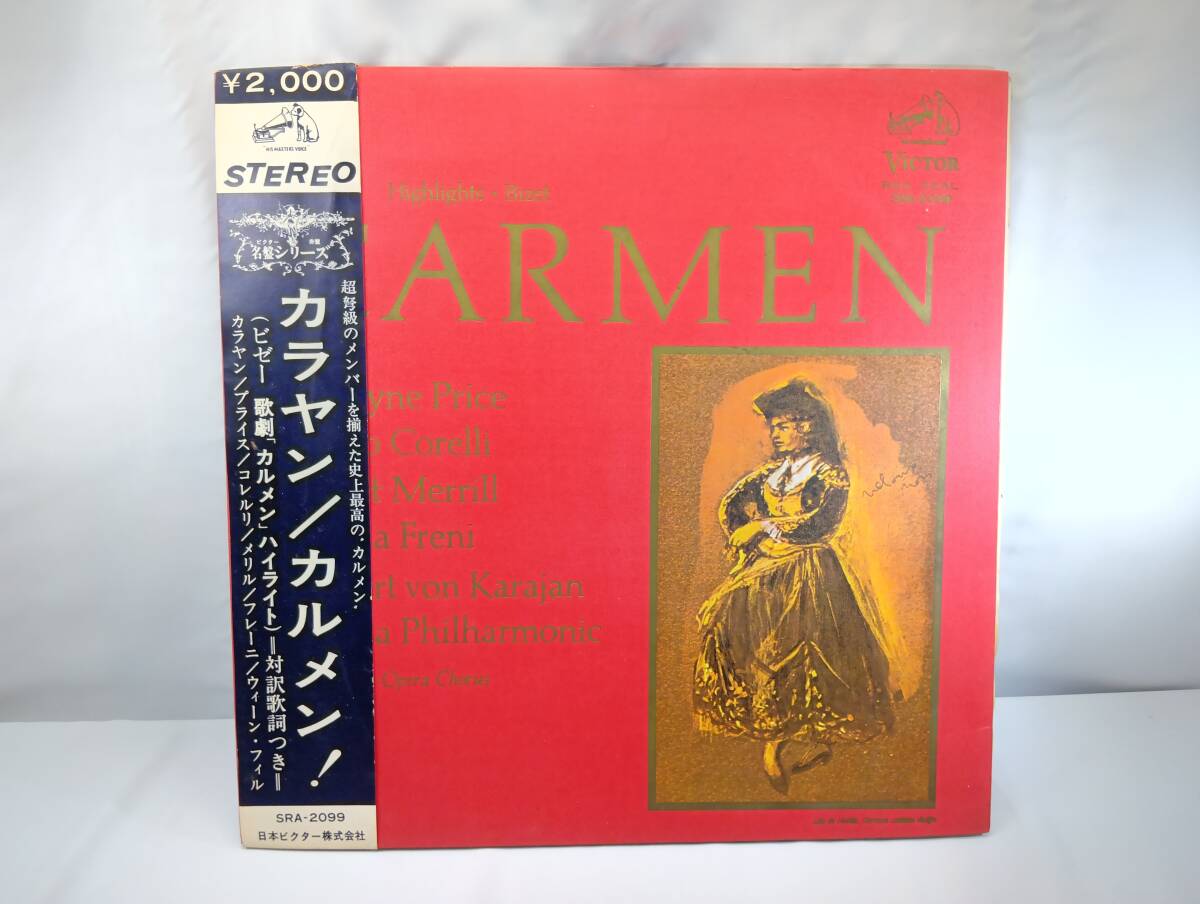 ¥2,000
"HIS MASTERS VOICE"
STEREO
ビクター
名盤シリーズ
超弩級のメンバーを揃えた史上最高の"カルメン"
カラヤン/カルメン!
(ビゼー 歌劇「カルメン」ハイライト)=対訳歌詞つき=
カラヤン/プライス/コレルリ/メリル/フレーニ/ウィーン・フィル
SRA-2099
日本ビクター株式会社
VICTOR
RED SEAL
Highlights • Bizet
CARMEN
yne Price
Corelli
t Merrill
a Freni
rt von Karajan
a Philharmonic
Opera Chorus